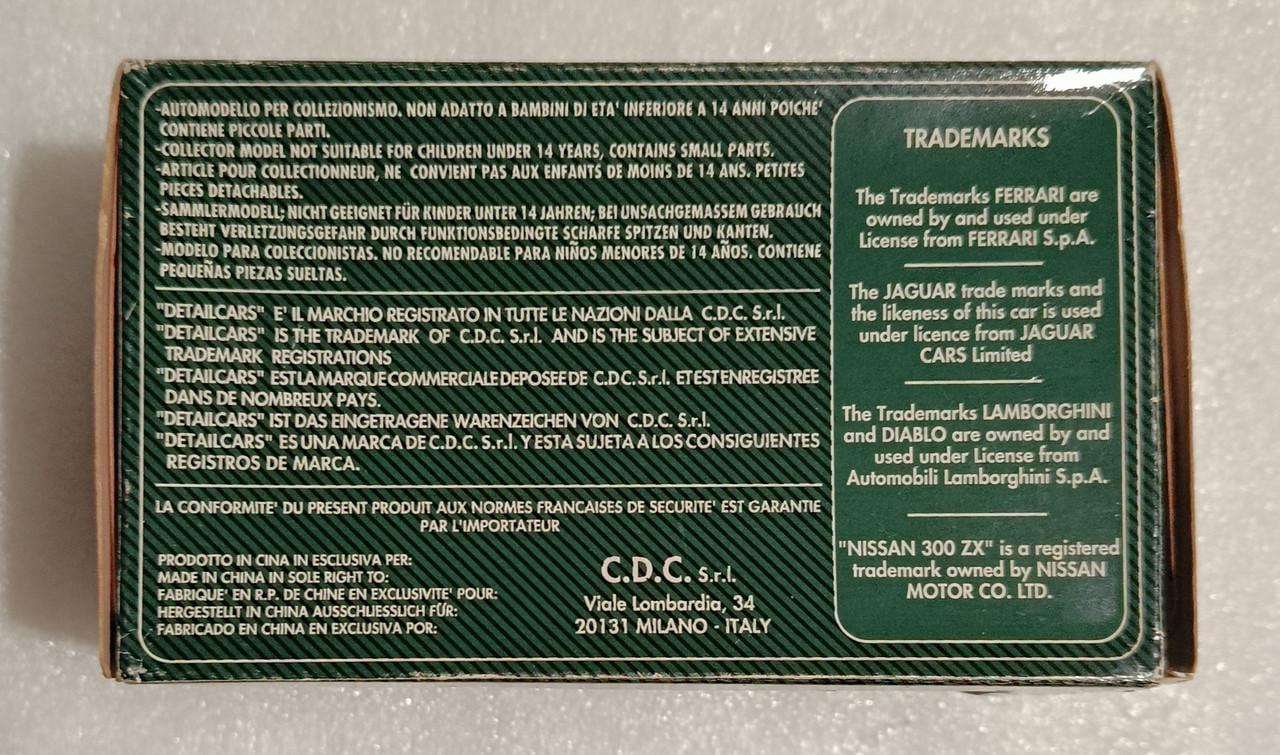 -AUTOMODELLO PER COLLEZIONISMO. NON ADATTO A BAMBINI DI ETA' INFERIORE A 14 ANNI POICHE'
CONTIENE PICCOLE PARTI.
-COLLECTOR MODEL NOT SUITABLE FOR CHILDREN UNDER 14 YEARS, CONTAINS SMALL PARTS.
-ARTICLE POUR COLLECTIONNEUR, NE CONVIENT PAS AUX ENFANTS DE MOINS DE 14 ANS. PETITES
PIECES DETACHABLES.
-SAMMLERMODELL; NICHT GEEIGNET FÜR KINDER UNTER 14 JAHREN; BEI UNSACHGEMASSEM GEBRAUCH
BESTEHT VERLETZUNGSGEFAHR DURCH FUNKTIONSBEDINGTE SCHARFE SPITZEN UND KANTEN.
-MODELO PARA COLECCIONISTAS. NO RECOMENDABLE PARA NIÑOS MENORES DE 14 AÑOS. CONTIENE
PEQUEÑAS PIEZAS SUELTAS.
"DETAILCARS" E' IL MARCHIO REGISTRATO IN TUTTE LE NAZIONI DALLA C.D.C. S.r.l.
"DETAILCARS" IS THE TRADEMARK OF C.D.C. S.r.l. AND IS THE SUBJECT OF EXTENSIVE
TRADEMARK REGISTRATIONS
"DETAILCARS" EST LA MARQUE COMMERCIALE DEPOSEE DE C.D.C. S.r.l. ET EST ENREGISTREE
DANS DE NOMBREUX PAYS.
"DETAILCARS" IST DAS EINGETRAGENE WARENZEICHEN VON C.D.C. S.r.l.
"DETAILCARS" ES UNA MARCA DE C.D.C. S.r.l. Y ESTA SUJETA A LOS CONSIGUIENTES
REGISTROS DE MARCA.
LA CONFORMITE' DU PRESENT PRODUIT AUX NORMES FRANCAISES DE SECURITE' EST GARANTIE
PAR L'IMPORTATEUR
PRODOTTO IN CINA IN ESCLUSIVA PER:
MADE IN CHINA IN SOLE RIGHT TO:
FABRIQUE' EN R.P. DE CHINE EN EXCLUSIVITE' POUR:
HERGESTELLT IN CHINA AUSSCHLIESSLICH FÜR:
FABRICADO EN CHINA EN EXCLUSIVA POR:
C.D.C. S.r.l.
Viale Lombardia, 34
20131 MILANO - ITALY
TRADEMARKS
The Trademarks FERRARI are
owned by and used under
License from FERRARI S.p.A.
The JAGUAR trade marks and
the likeness of this car is used
under licence from JAGUAR
CARS Limited
The Trademarks LAMBORGHINI
and DIABLO are owned by and
used under License from
Automobili Lamborghini S.p.A.
"NISSAN 300 ZX" is a registered
trademark owned by NISSAN
MOTOR CO. LTD.